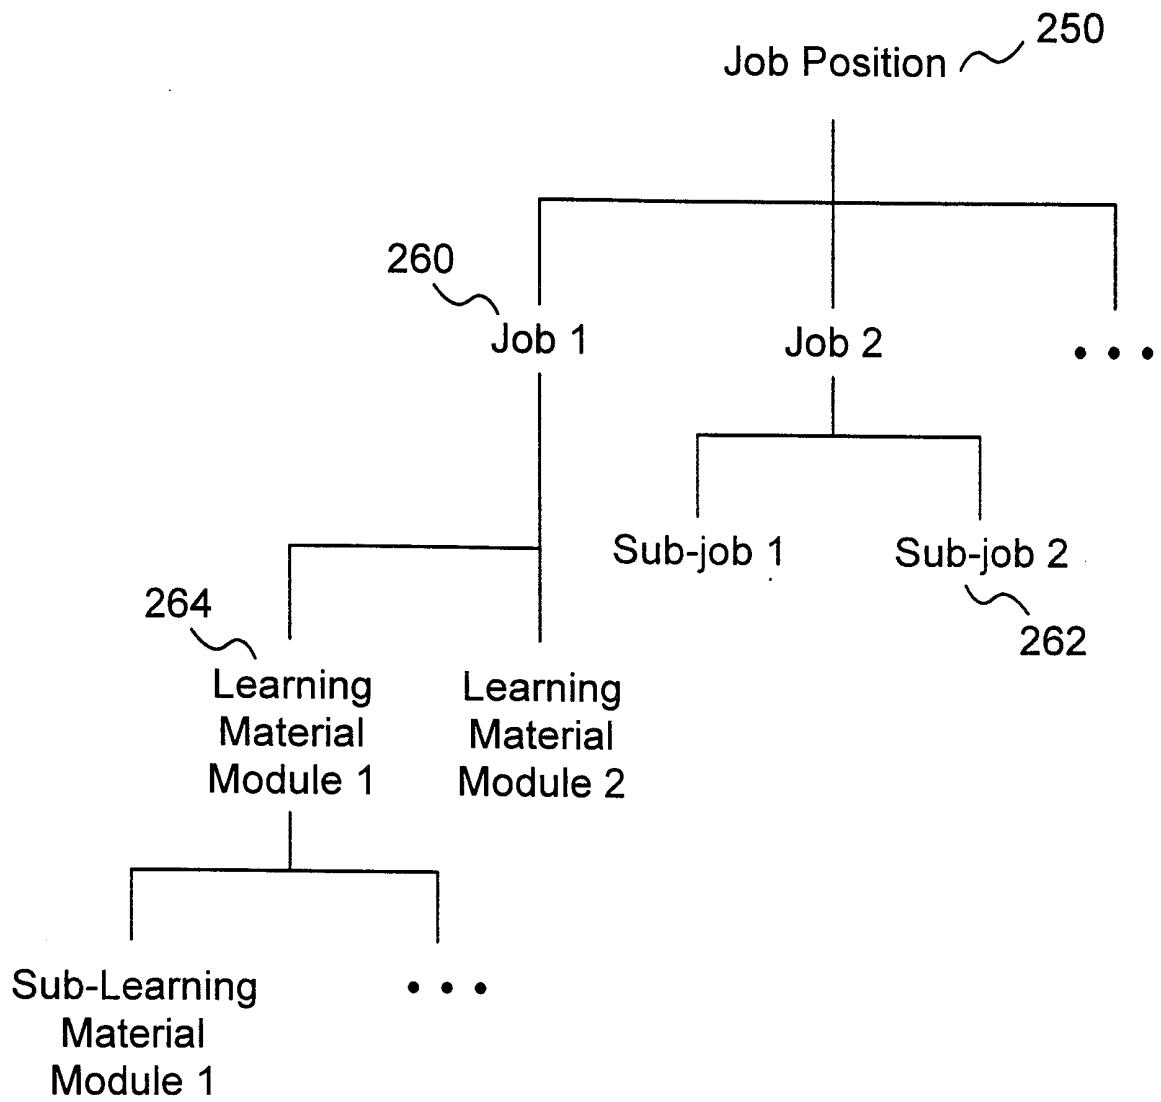 250
Job Position
260
Job 1
Job 2
• • •
Sub-job 1
Sub-job 2
264
262
Learning
Material
Module 1
Learning
Material
Module 2
Sub-Learning
Material
Module 1
• • •